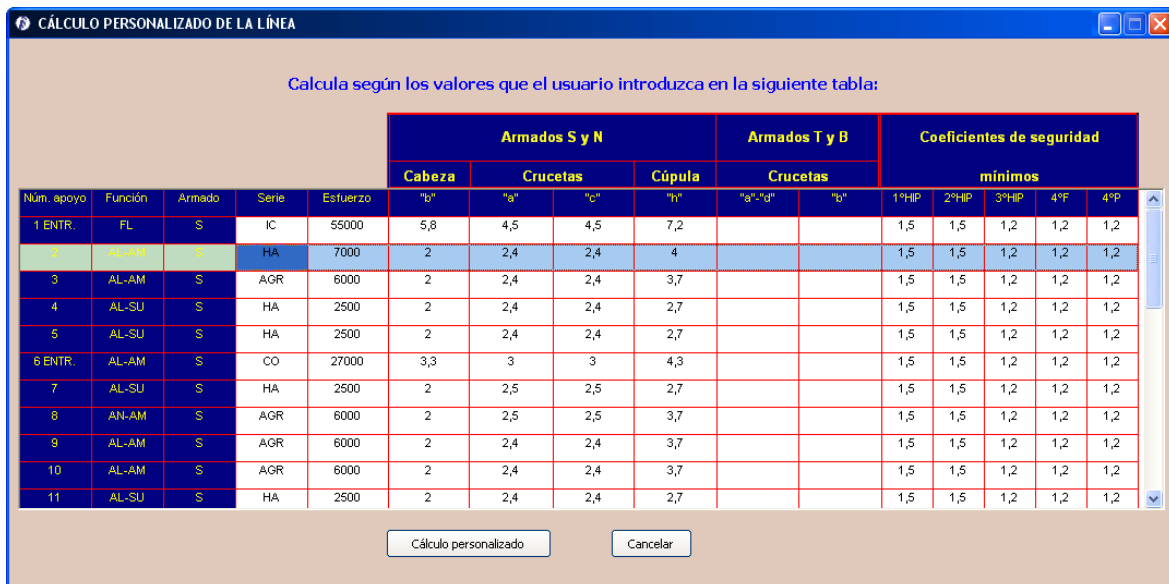 CÁLCULO PERSONALIZADO DE LA LÍNEA
Calcula según los valores que el usuario introduzca en la siguiente tabla:
Armados S y N Armados T y B Coeficientes de seguridad
Cabeza Crucetas Cúpula Crucetas mínimos
Núm. apoyo Función Armado Serie Esfuerzo "b" "a" "c" "h" "a"-"d" "b" 1ºHIP 2ºHIP 3ºHIP 4ºF 4ºP
1 ENTR. FL S IC 55000 5,8 4,5 4,5 7,2 1,5 1,5 1,2 1,2 1,2
2 AL-AM S HA 7000 2 2,4 2,4 4 1,5 1,5 1,2 1,2 1,2
3 AL-AM S AGR 6000 2 2,4 2,4 3,7 1,5 1,5 1,2 1,2 1,2
4 AL-SU S HA 2500 2 2,4 2,4 2,7 1,5 1,5 1,2 1,2 1,2
5 AL-SU S HA 2500 2 2,4 2,4 2,7 1,5 1,5 1,2 1,2 1,2
6 ENTR. AL-AM S CO 27000 3,3 3 3 4,3 1,5 1,5 1,2 1,2 1,2
7 AL-SU S HA 2500 2 2,5 2,5 2,7 1,5 1,5 1,2 1,2 1,2
8 AN-AM S AGR 6000 2 2,5 2,5 3,7 1,5 1,5 1,2 1,2 1,2
9 AL-AM S AGR 6000 2 2,4 2,4 3,7 1,5 1,5 1,2 1,2 1,2
10 AL-AM S AGR 6000 2 2,4 2,4 3,7 1,5 1,5 1,2 1,2 1,2
11 AL-SU S HA 2500 2 2,4 2,4 2,7 1,5 1,5 1,2 1,2 1,2
Cálculo personalizado Cancelar